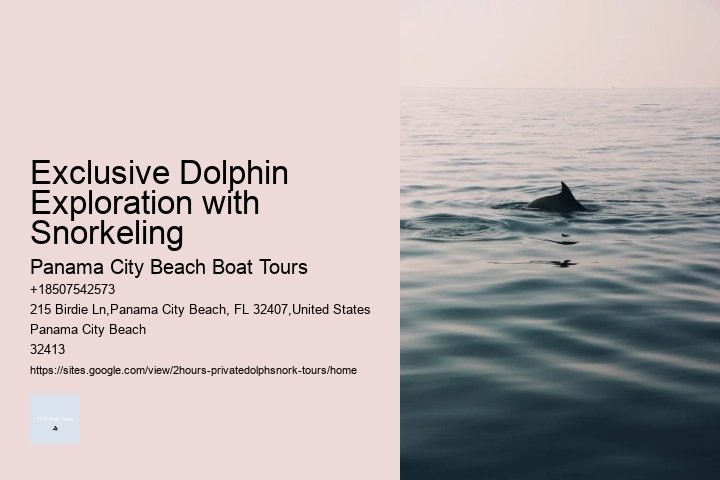 Exclusive Dolphin
Exploration with
Snorkeling
Panama City Beach Boat Tours
+18507542573
215 Birdie Ln,Panama City Beach, FL 32407,United States
Panama City Beach
32413
https://sites.google.com/view/2hours-privatedolphsnork-tours/home